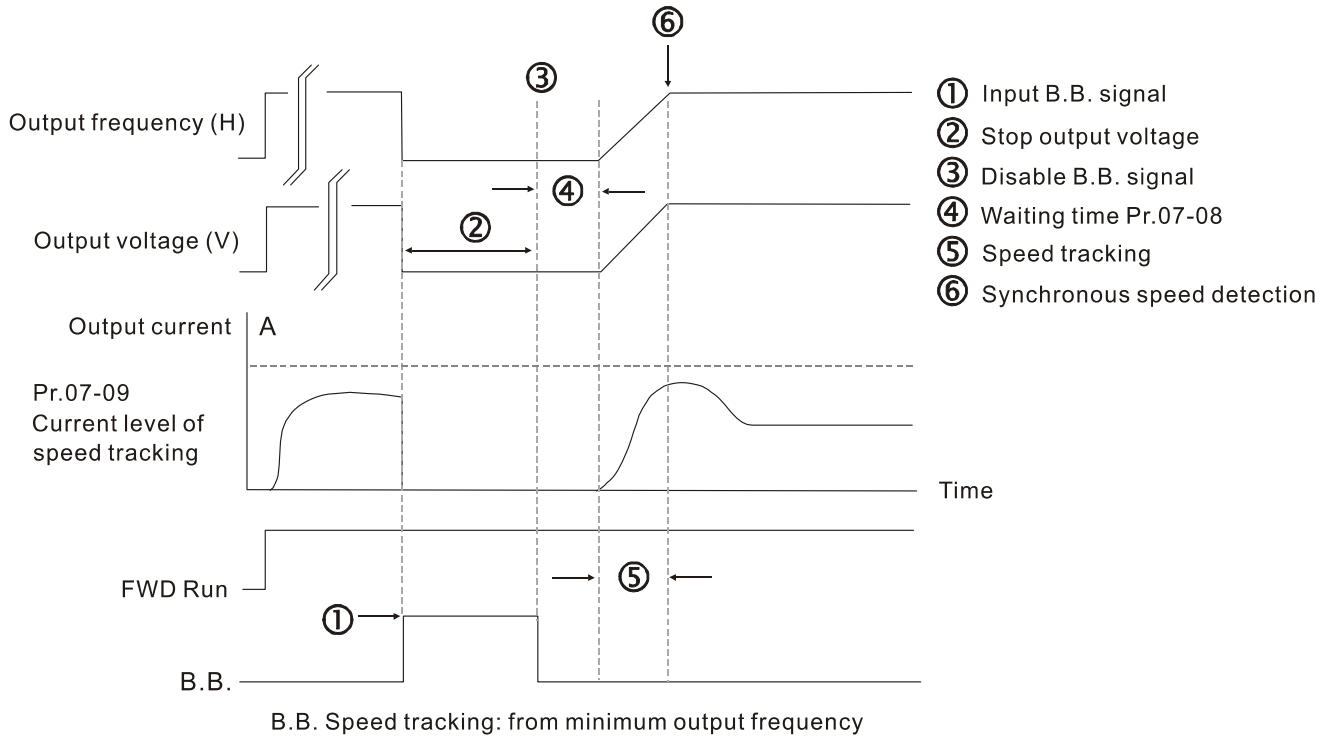 ⑥
③
Output frequency (H)
① Input B.B. signal
② Stop output voltage
③ Disable B.B. signal
④ Waiting time Pr.07-08
⑤ Speed tracking
⑥ Synchronous speed detection
④
②
Output voltage (V)
Output current A
Pr.07-09
Current level of
speed tracking
Time
FWD Run
⑤
①
B.B.
B.B. Speed tracking: from minimum output frequency